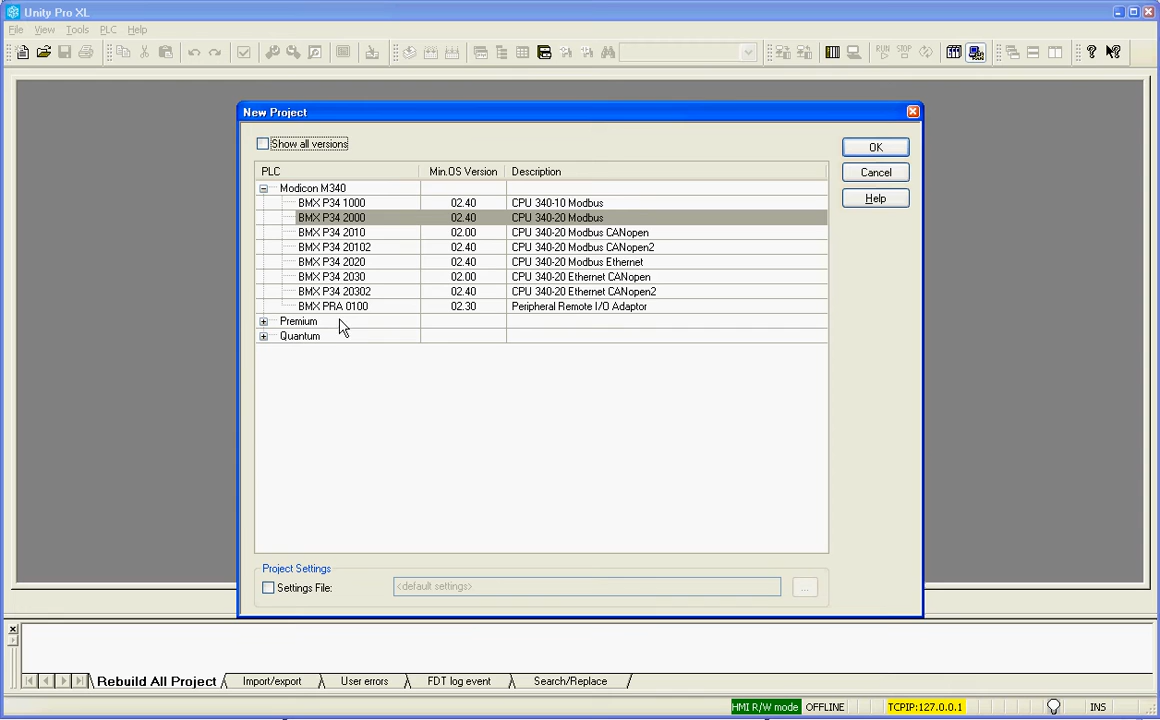 Unity Pro XL
File View Tools PLC Help
RUN STOP
New Project
Show all versions
OK
Cancel
Help
PLC Min.OS Version Description
Modicon M340
BMX P34 1000 02.40 CPU 340-10 Modbus
BMX P34 2000 02.40 CPU 340-20 Modbus
BMX P34 2010 02.00 CPU 340-20 Modbus CANopen
BMX P34 20102 02.40 CPU 340-20 Modbus CANopen2
BMX P34 2020 02.40 CPU 340-20 Modbus Ethernet
BMX P34 2030 02.00 CPU 340-20 Ethernet CANopen
BMX P34 20302 02.40 CPU 340-20 Ethernet CANopen2
BMX PRA 0100 02.30 Peripheral Remote I/O Adaptor
Premium
Quantum
Project Settings
Settings File: <default settings> ...
Rebuild All Project Import/export User errors FDT log event Search/Replace
HMI R/W mode OFFLINE TCPIP:127.0.0.1 INS